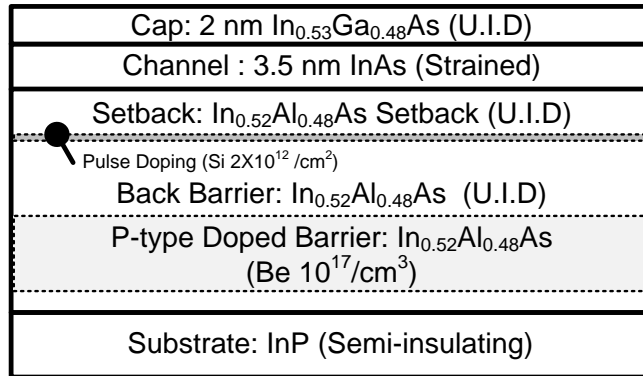 Cap: 2 nm In0.53Ga0.48As (U.I.D)
Channel : 3.5 nm InAs (Strained)
Setback: In0.52Al0.48As Setback (U.I.D)
Pulse Doping (Si 2X10^12 /cm^2)
Back Barrier: In0.52Al0.48As (U.I.D)
P-type Doped Barrier: In0.52Al0.48As
(Be 10^17/cm^3)
Substrate: InP (Semi-insulating)